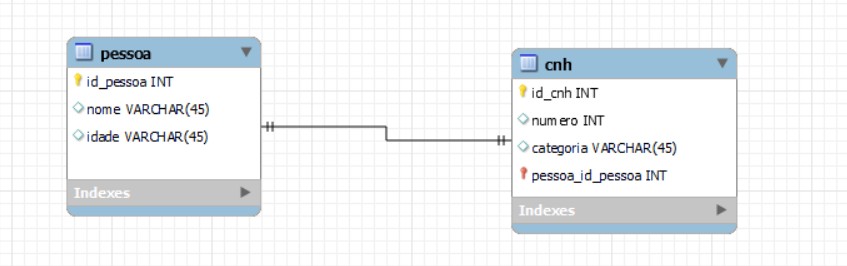 pessoa
id_pessoa INT
nome VARCHAR(45)
idade VARCHAR(45)
Indexes
cnh
id_cnh INT
numero INT
categoria VARCHAR(45)
pessoa_id_pessoa INT
Indexes